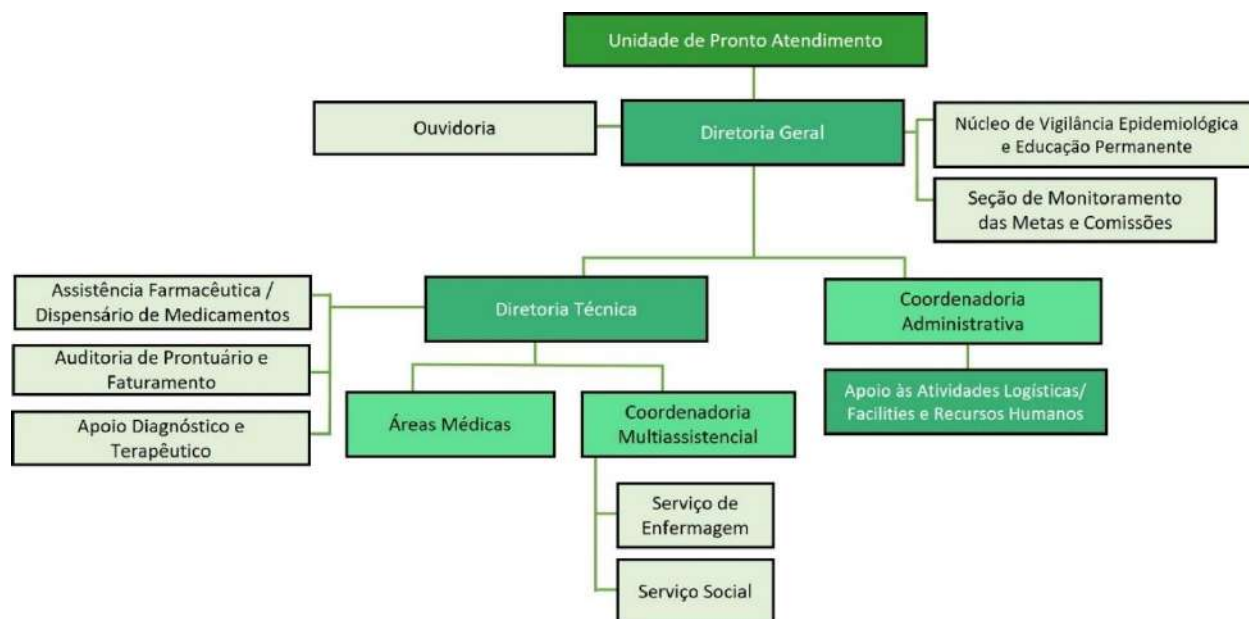 Unidade de Pronto Atendimento
Ouvidoria
Diretoria Geral
Núcleo de Vigilância Epidemiológica
e Educação Permanente
Seção de Monitoramento
das Metas e Comissões
Assistência Farmacêutica /
Dispensário de Medicamentos
Diretoria Técnica
Coordenadoria
Administrativa
Auditoria de Prontuário e
Faturamento
Apoio Diagnóstico e
Terapêutico
Áreas Médicas
Coordenadoria
Multiassistencial
Apoio às Atividades Logísticas/
Facilities e Recursos Humanos
Serviço de
Enfermagem
Serviço Social